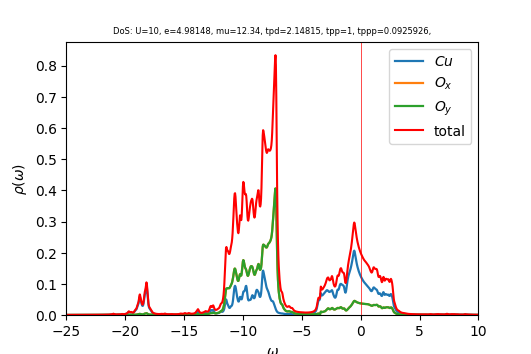 DoS: U=10, e=4.98148, mu=12.34, tpd=2.14815, tpp=1, tppp=0.0925926,
ρ(ω)
0.8
0.7
0.6
0.5
0.4
0.3
0.2
0.1
0.0
Cu
O_x
O_y
total
−25 −20 −15 −10 −5 0 5 10
ω